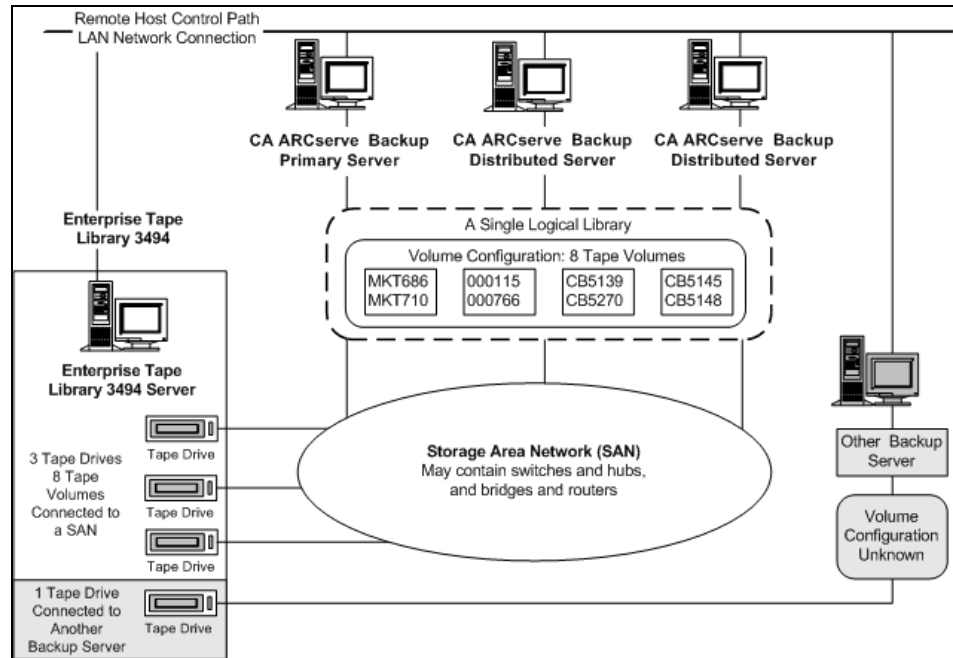 Remote Host Control Path
LAN Network Connection
CA ARCserve Backup
Primary Server
CA ARCserve Backup
Distributed Server
CA ARCserve Backup
Distributed Server
Enterprise Tape
Library 3494
A Single Logical Library
Volume Configuration: 8 Tape Volumes
MKT686
MKT710
000115
000766
CB5139
CB5270
CB5145
CB5148
Enterprise Tape
Library 3494 Server
3 Tape Drives
8 Tape
Volumes
Connected to
a SAN
Tape Drive
Tape Drive
Tape Drive
Storage Area Network (SAN)
May contain switches and hubs,
and bridges and routers
Other Backup
Server
Volume
Configuration
Unknown
1 Tape Drive
Connected to
Another
Backup Server
Tape Drive